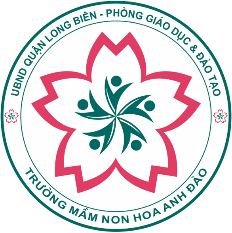 UBND QUẬN LONG BIÊN - PHÒNG GIÁO DỤC & ĐÀO TẠO
TRƯỜNG MẦM NON HOA ANH ĐÀO